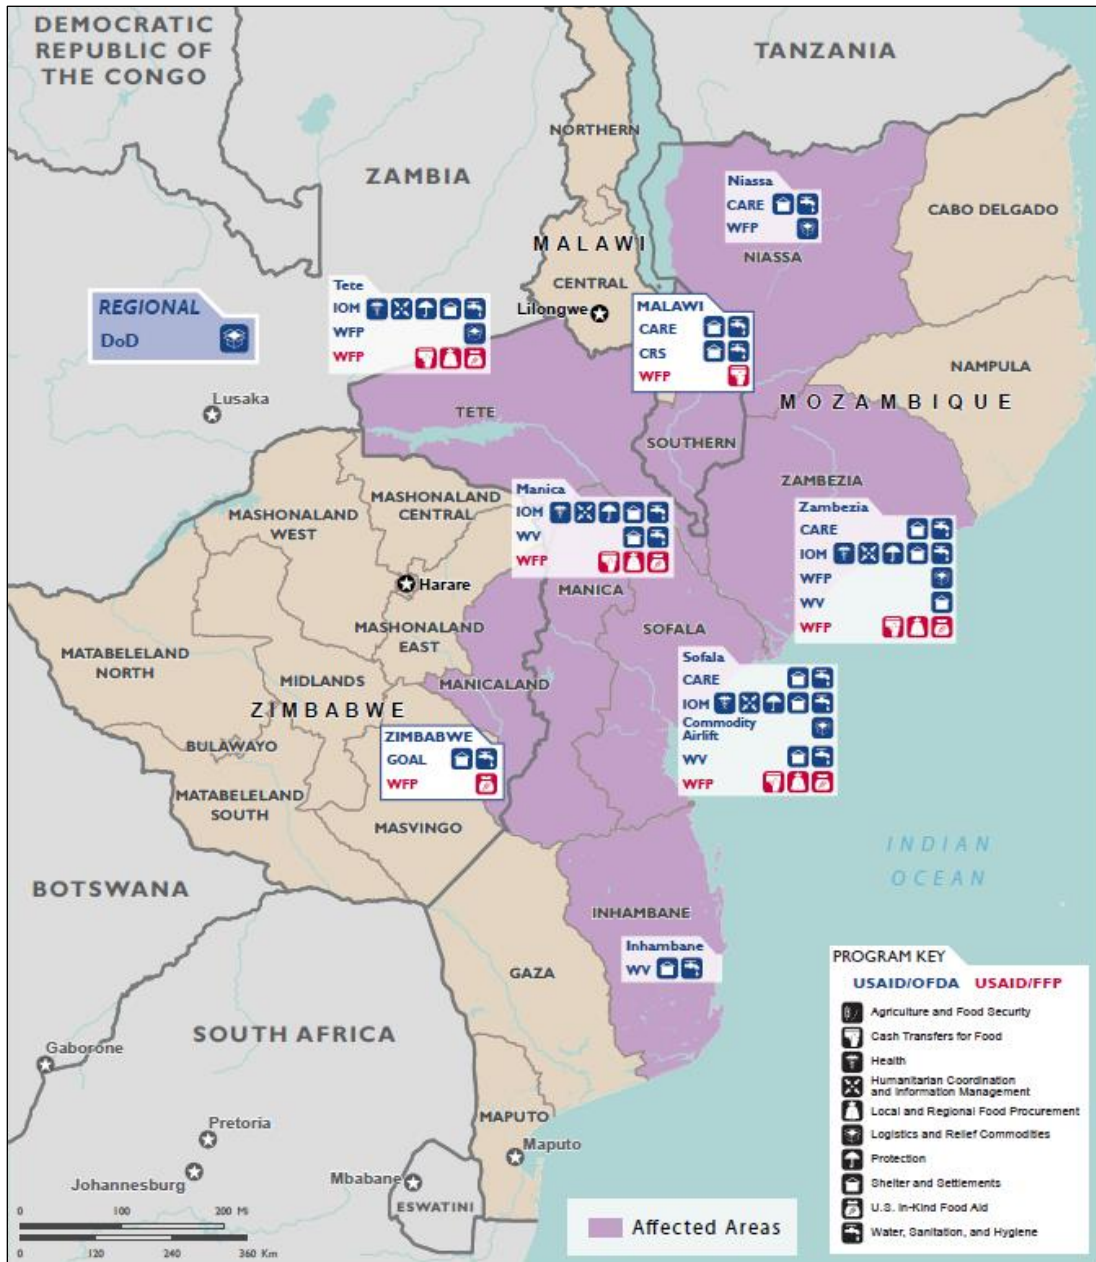 DEMOCRATIC
REPUBLIC OF
THE CONGO
TANZANIA
NORTHERN
ZAMBIA
Niassa
CARE
WFP
CABO DELGADO
MALAWI
NIASSA
CENTRAL
Tete
IOM
WFP
WFP
Lilongwe
MALAWI
CARE
CRS
WFP
REGIONAL
DoD
NAMPULA
Lusaka
MOZAMBIQUE
TETE
SOUTHERN
ZAMBEZIA
Manica
IOM
WV
WFP
MASHONALAND
CENTRAL
MASHONALAND
WEST
Zambezia
CARE
IOM
WFP
WV
WFP
Harare
MANICA
MASHONALAND
EAST
SOFALA
MATABELELAND
NORTH
MIDLANDS
MANICALAND
Sofala
CARE
IOM
Commodity
Airlift
WV
WFP
ZIMBABWE
BULAWAYO
ZIMBABWE
GOAL
WFP
MATABELELAND
SOUTH
MASVINGO
INDIAN
OCEAN
BOTSWANA
INHAMBANE
Inhambane
WV
GAZA
SOUTH AFRICA
Gaborone
Pretoria
Johannesburg
MAPUTO
Maputo
Mbabane
ESWATINI
PROGRAM KEY
USAID/OFDA USAID/FFP
Agriculture and Food Security
Cash Transfers for Food
Health
Humanitarian Coordination
and Information Management
Local and Regional Food Procurement
Logistics and Relief Commodities
Protection
Shelter and Settlements
U.S. In-Kind Food Aid
Water, Sanitation, and Hygiene
Affected Areas
0 100 200 Mi
0 120 240 360 Km